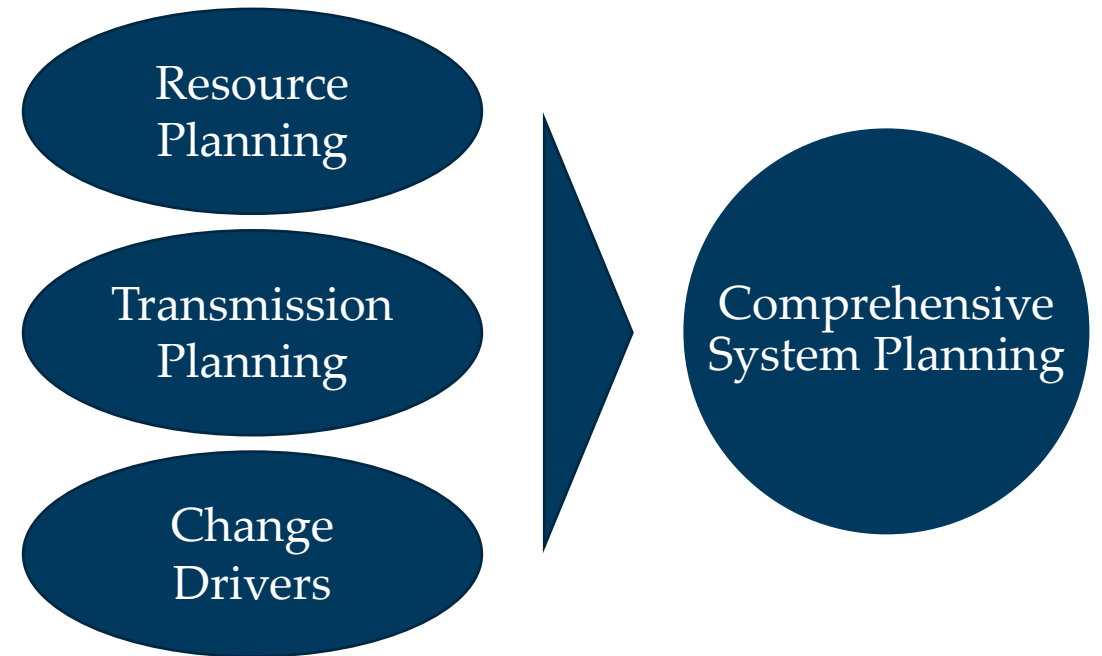 Resource
Planning
Transmission
Planning
Change
Drivers
Comprehensive
System Planning